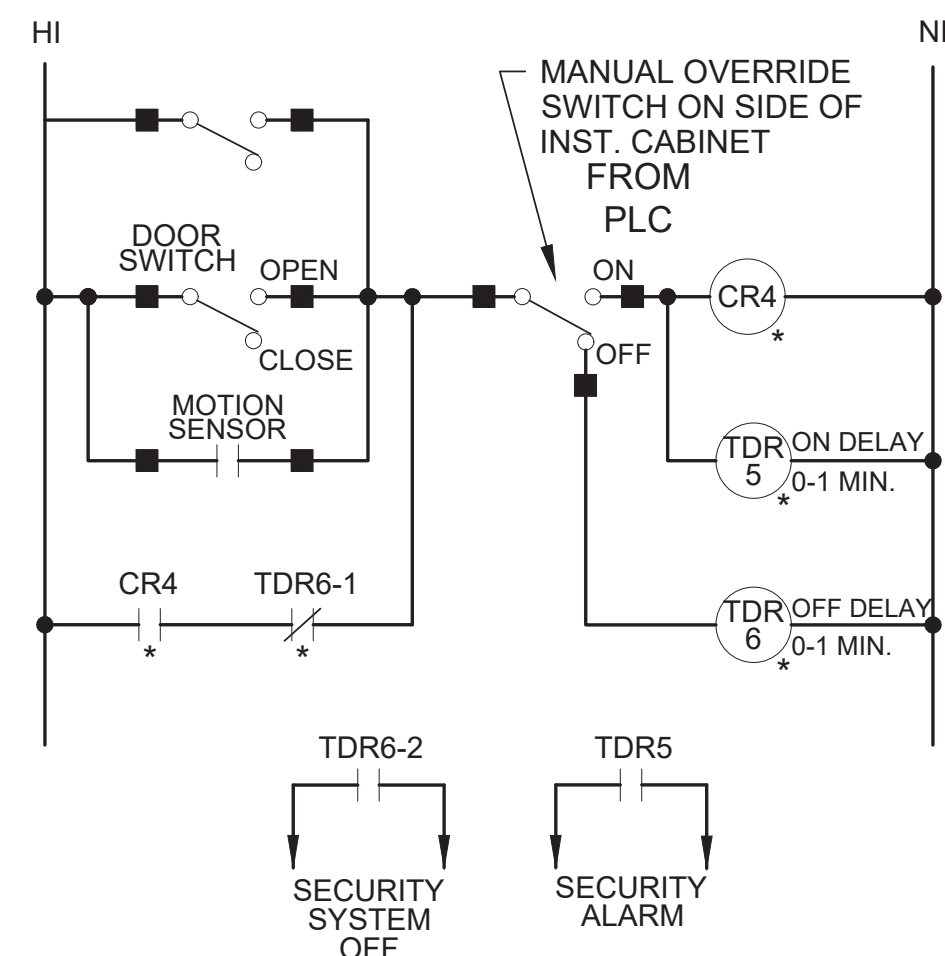 HI
MANUAL OVERRIDE
SWITCH ON SIDE OF
INST. CABINET
FROM
PLC
DOOR
SWITCH
OPEN
CLOSE
ON
OFF
CR4
*
MOTION
SENSOR
TDR
5
*
ON DELAY
0-1 MIN.
CR4
*
TDR6-1
*
TDR
6
*
OFF DELAY
0-1 MIN.
TDR6-2
SECURITY
SYSTEM
OFF
TDR5
SECURITY
ALARM